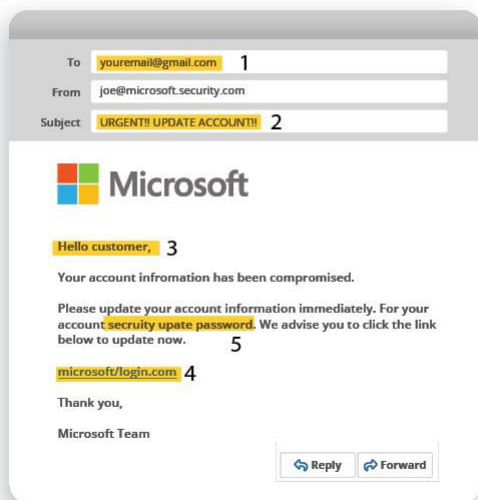 To youremail@gmail.com 1
From joe@microsoft.security.com
Subject URGENT!! UPDATE ACCOUNT!! 2
Microsoft
Hello customer, 3
Your account infromation has been compromised.
Please update your account information immediately. For your
account secruity upate password. We advise you to click the link
below to update now. 5
microsoft/login.com 4
Thank you,
Microsoft Team
Reply Forward